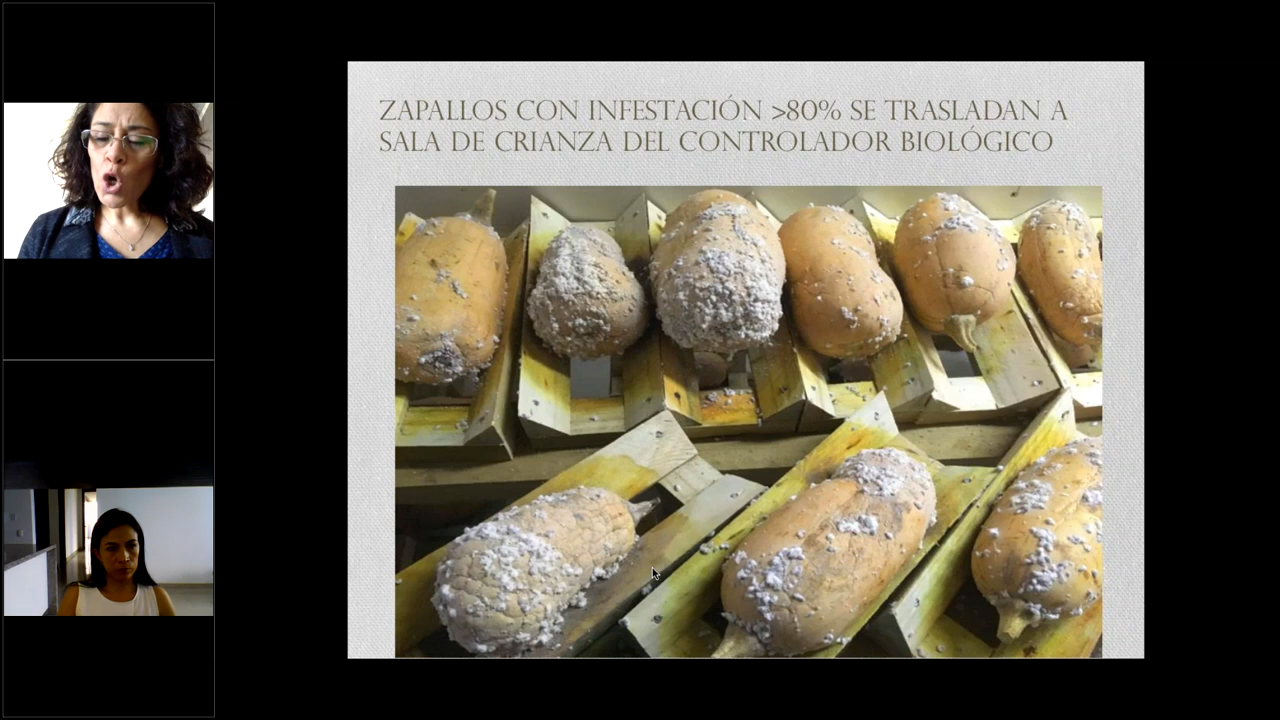 ZAPALLOS CON INFESTACIÓN >80% SE TRASLADAN A
SALA DE CRIANZA DEL CONTROLADOR BIOLÓGICO